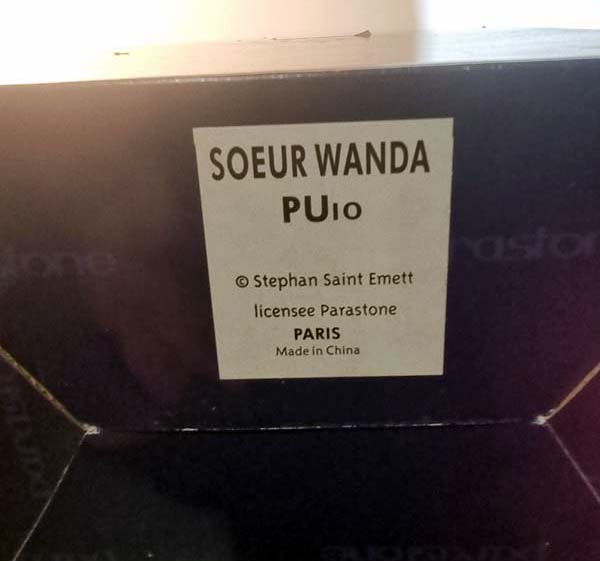 SOEUR WANDA
PU10
© Stephan Saint Emett
licensee Parastone
PARIS
Made in China